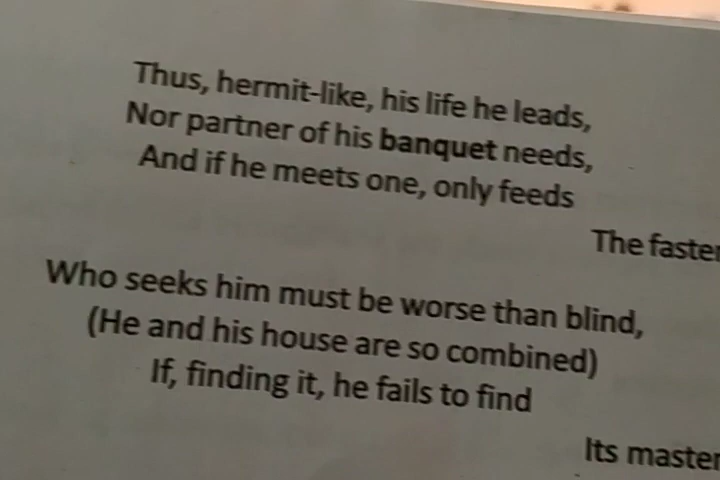 Thus, hermit-like, his life he leads,
Nor partner of his banquet needs,
And if he meets one, only feeds
The faster
Who seeks him must be worse than blind,
(He and his house are so combined)
If, finding it, he fails to find
Its master